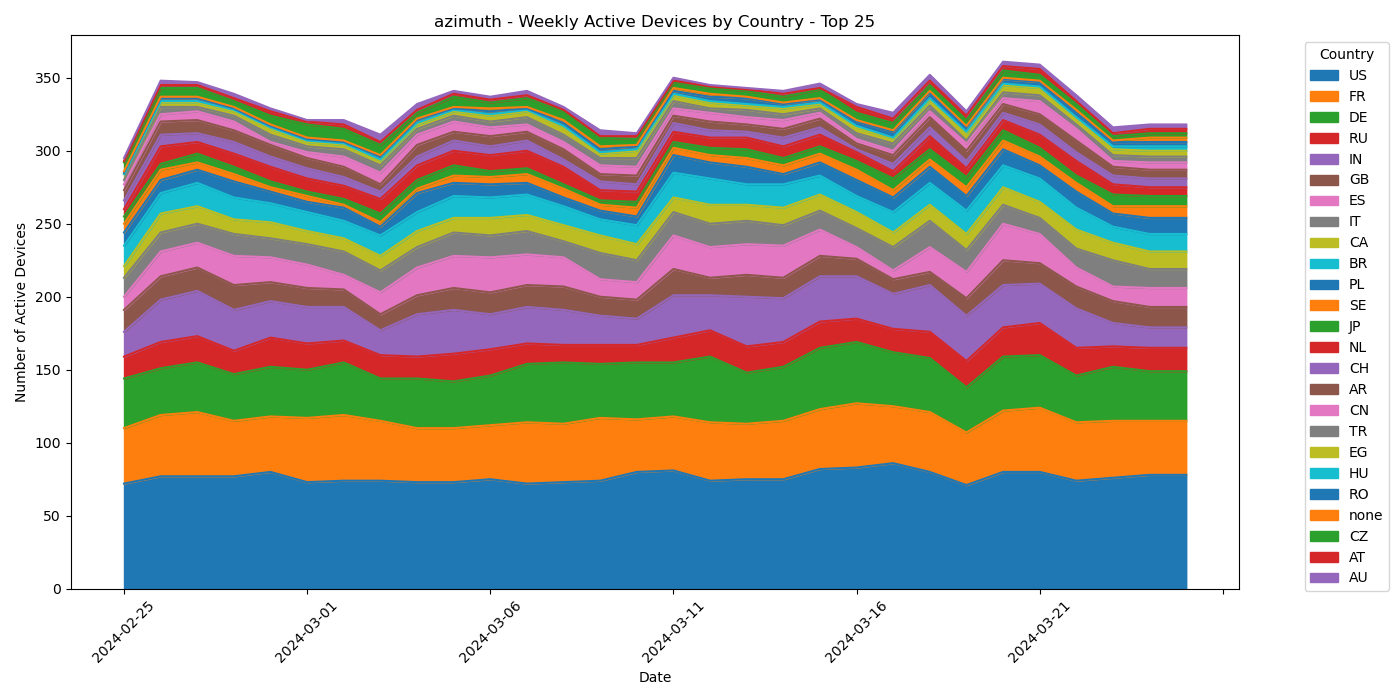 azimuth - Weekly Active Devices by Country - Top 25
Number of Active Devices
350
300
250
200
150
100
50
0
2024-02-25
2024-03-01
2024-03-06
2024-03-11
2024-03-16
2024-03-21
Date
Country
US
FR
DE
RU
IN
GB
ES
IT
CA
BR
PL
SE
JP
NL
CH
AR
CN
TR
EG
HU
RO
none
CZ
AT
AU